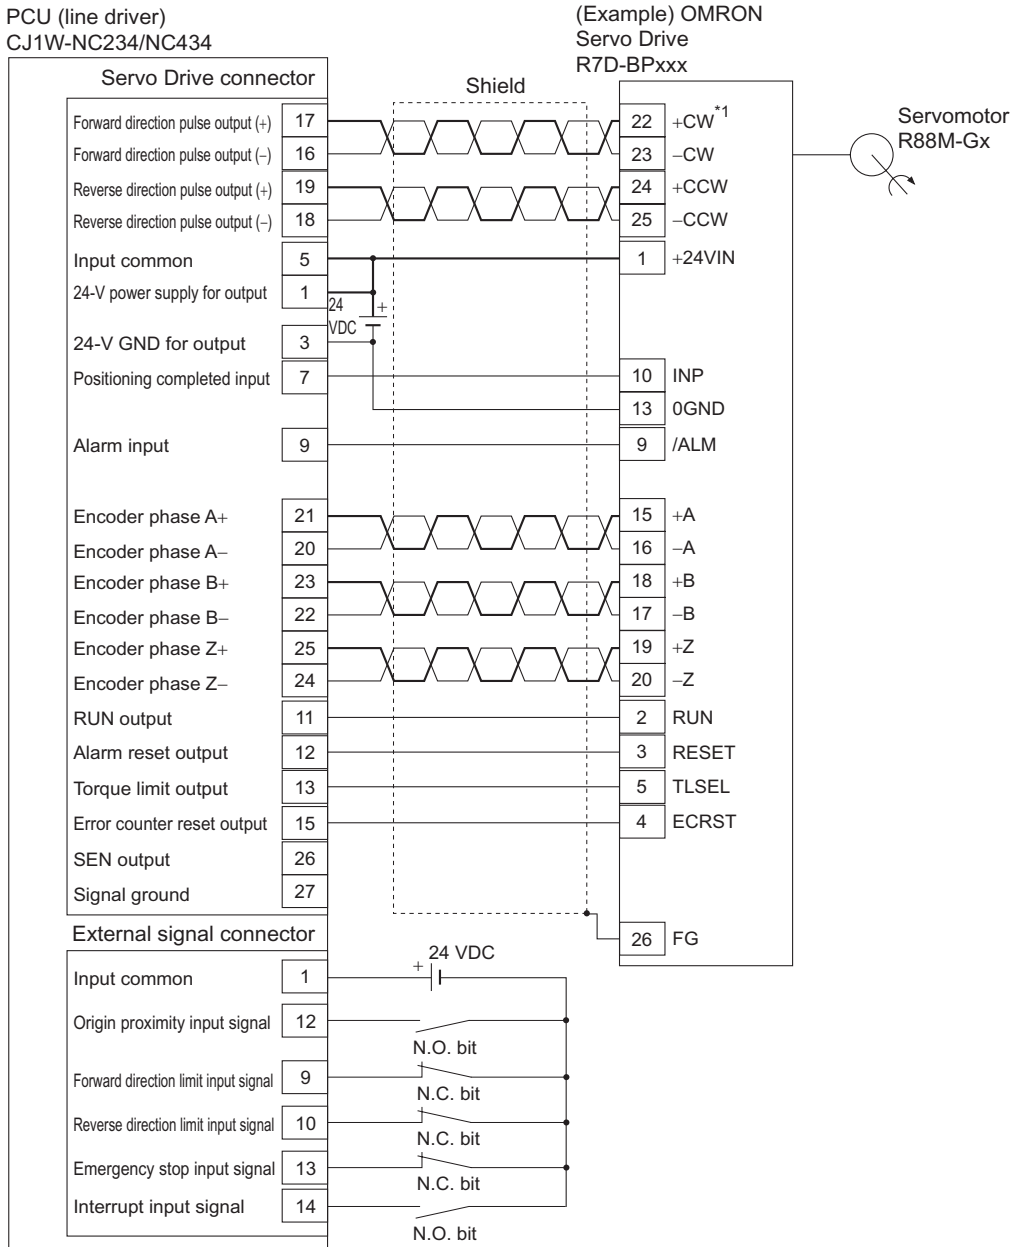 PCU (line driver)
CJ1W-NC234/NC434
(Example) OMRON
Servo Drive
R7D-BPxxx
Servo Drive connector
Shield
Servomotor
R88M-Gx
Forward direction pulse output (+) 17 22 +CW*1
Forward direction pulse output (−) 16 23 −CW
Reverse direction pulse output (+) 19 24 +CCW
Reverse direction pulse output (−) 18 25 −CCW
Input common 5 1 +24VIN
24-V power supply for output 1
24 +
VDC
24-V GND for output 3
Positioning completed input 7 10 INP
13 0GND
Alarm input 9 9 /ALM
Encoder phase A+ 21 15 +A
Encoder phase A− 20 16 −A
Encoder phase B+ 23 18 +B
Encoder phase B− 22 17 −B
Encoder phase Z+ 25 19 +Z
Encoder phase Z− 24 20 −Z
RUN output 11 2 RUN
Alarm reset output 12 3 RESET
Torque limit output 13 5 TLSEL
Error counter reset output 15 4 ECRST
SEN output 26
Signal ground 27
26 FG
External signal connector
+ 24 VDC
Input common 1
Origin proximity input signal 12
N.O. bit
Forward direction limit input signal 9
N.C. bit
Reverse direction limit input signal 10
N.C. bit
Emergency stop input signal 13
N.C. bit
Interrupt input signal 14
N.O. bit